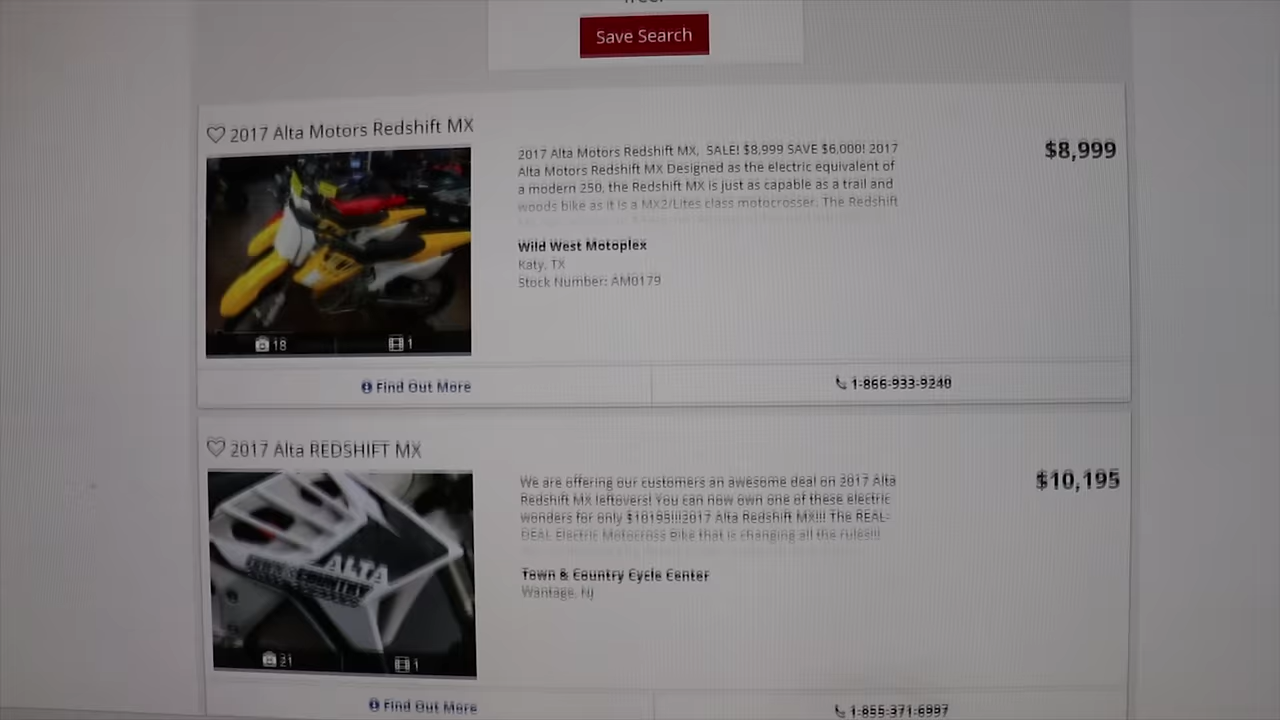 Save Search
2017 Alta Motors Redshift MX
2017 Alta Motors Redshift MX, SALE! $8,999 SAVE $6,000! 2017
Alta Motors Redshift MX Designed as the electric equivalent of
a modern 250, the Redshift MX is just as capable as a trail and
woods bike as it is a MX2/Lites class motocrosser. The Redshift
$8,999
Wild West Motoplex
Katy, TX
Stock Number: AM0179
18
1
Find Out More
1-866-933-9240
2017 Alta REDSHIFT MX
We are offering our customers an awesome deal on 2017 Alta
Redshift MX leftovers! You can now own one of these electric
wonders for only $10195!!!2017 Alta Redshift MX!!! The REAL-
DEAL Electric Motocross Bike that is changing all the rules!!!
$10,195
ALTA
TOWN & COUNTRY
Town & Country Cycle Center
Wantage, NJ
21
1
Find Out More
1-855-371-6997